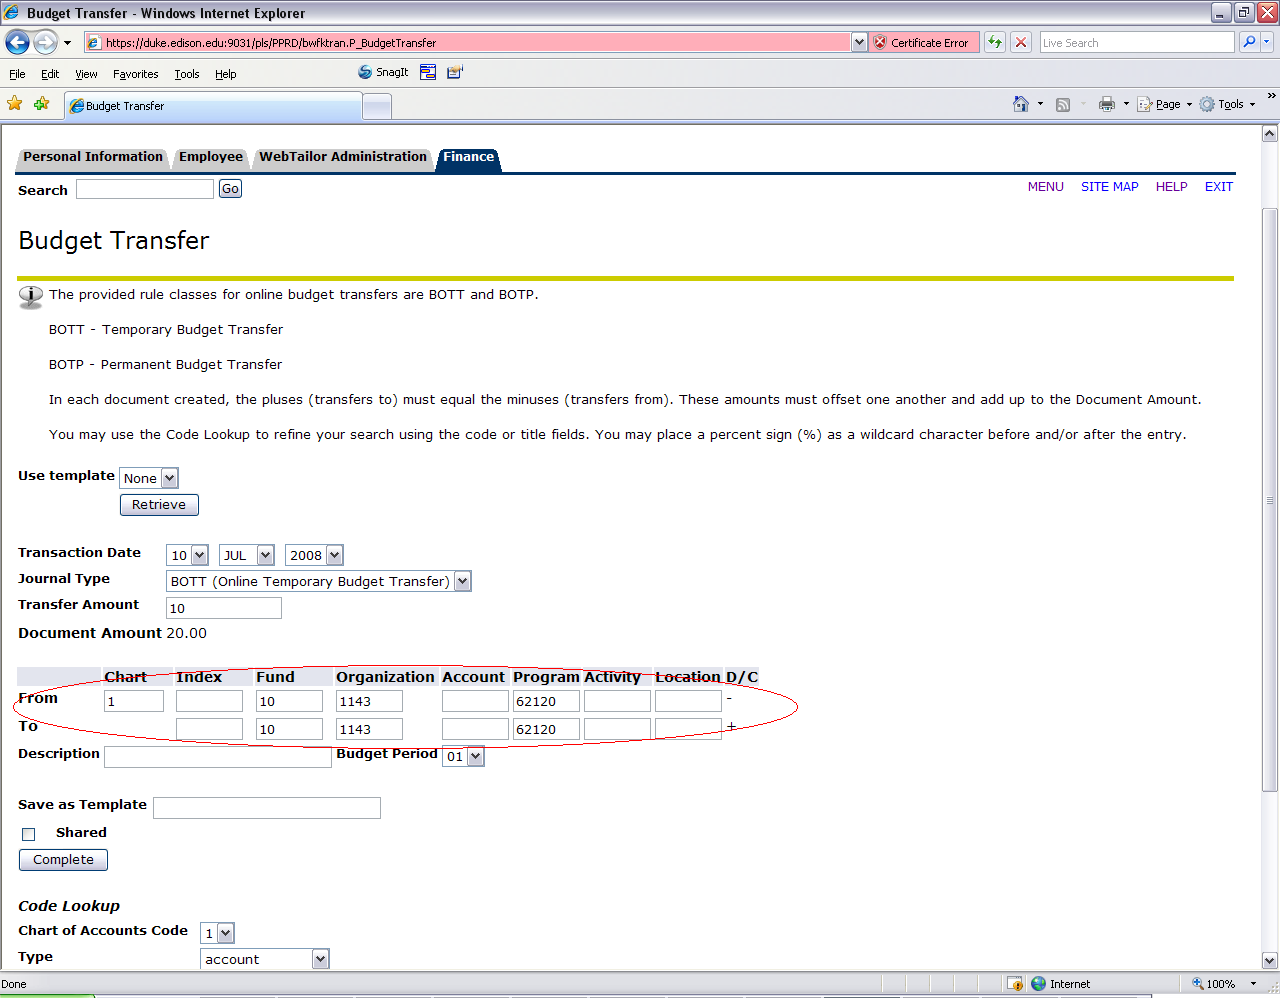 Budget Transfer - Windows Internet Explorer
https://duke.edison.edu:9031/pls/PPRD/bwfktran.P_BudgetTransfer Certificate Error Live Search
File Edit View Favorites Tools Help SnagIt
Budget Transfer Page Tools
Personal Information Employee WebTailor Administration Finance
Search Go MENU SITE MAP HELP EXIT
Budget Transfer
The provided rule classes for online budget transfers are BOTT and BOTP.
BOTT - Temporary Budget Transfer
BOTP - Permanent Budget Transfer
In each document created, the pluses (transfers to) must equal the minuses (transfers from). These amounts must offset one another and add up to the Document Amount.
You may use the Code Lookup to refine your search using the code or title fields. You may place a percent sign (%) as a wildcard character before and/or after the entry.
Use template None
Retrieve
Transaction Date 10 JUL 2008
Journal Type BOTT (Online Temporary Budget Transfer)
Transfer Amount 10
Document Amount 20.00
Chart Index Fund Organization Account Program Activity Location D/C
From 1 10 1143 62120 -
To 10 1143 62120 +
Description Budget Period 01
Save as Template
Shared
Complete
Code Lookup
Chart of Accounts Code 1
Type account
Done Internet 100%